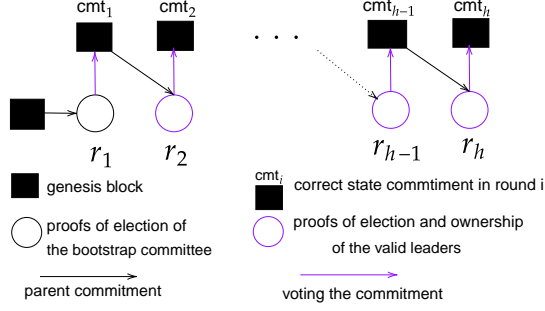 cmt1 cmt2 cmth−1 cmth
. . .
r1 r2 rh−1 rh
genesis block
cmti correct state commtiment in round i
proofs of election of
the bootstrap committee
proofs of election and ownership
of the valid leaders
parent commitment
voting the commitment